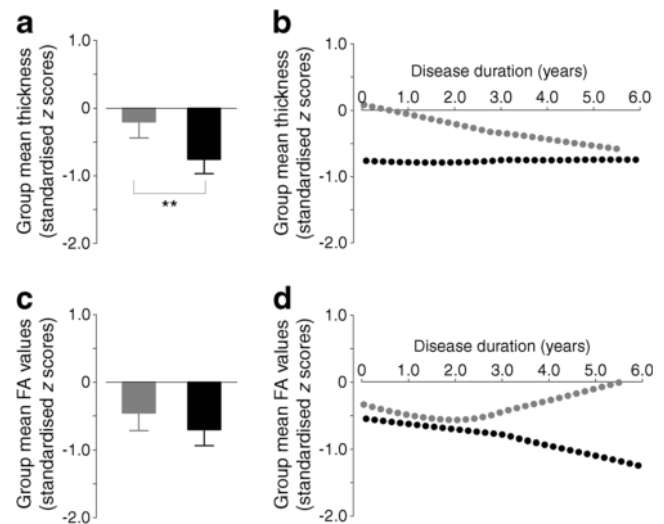 a
Group mean thickness
(standardised z scores)
1.0
0
-1.0
-2.0
**
b
Group mean thickness
(standardised z scores)
1.0
0
-1.0
-2.0
Disease duration (years)
0 1.0 2.0 3.0 4.0 5.0 6.0
c
Group mean FA values
(standardised z scores)
1.0
0
-1.0
-2.0
d
Group mean FA values
(standardised z scores)
1.0
0
-1.0
-2.0
Disease duration (years)
0 1.0 2.0 3.0 4.0 5.0 6.0